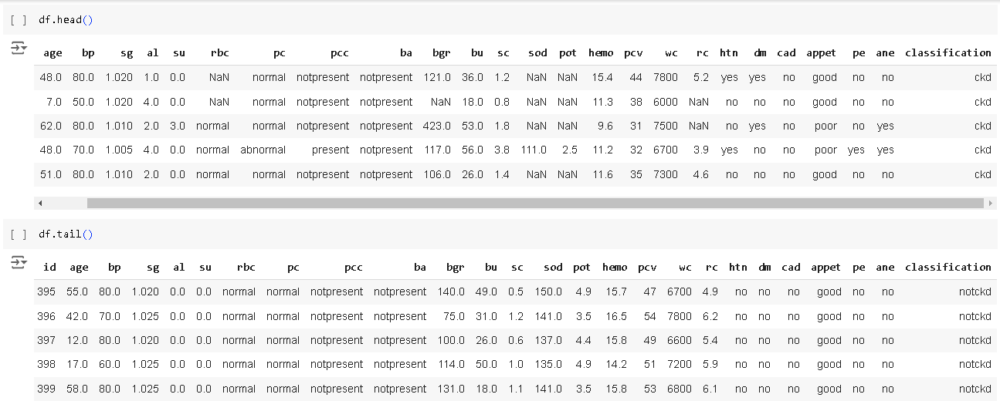 [ ] df.head()
age bp sg al su rbc pc pcc ba bgr bu sc sod pot hemo pcv wc rc htn dm cad appet pe ane classification
48.0 80.0 1.020 1.0 0.0 NaN normal notpresent notpresent 121.0 36.0 1.2 NaN NaN 15.4 44 7800 5.2 yes yes no good no no ckd
7.0 50.0 1.020 4.0 0.0 NaN normal notpresent notpresent NaN 18.0 0.8 NaN NaN 11.3 38 6000 NaN no no no good no no ckd
62.0 80.0 1.010 2.0 3.0 normal normal notpresent notpresent 423.0 53.0 1.8 NaN NaN 9.6 31 7500 NaN no yes no poor no yes ckd
48.0 70.0 1.005 4.0 0.0 normal abnormal present notpresent 117.0 56.0 3.8 111.0 2.5 11.2 32 6700 3.9 yes no no poor yes yes ckd
51.0 80.0 1.010 2.0 0.0 normal normal notpresent notpresent 106.0 26.0 1.4 NaN NaN 11.6 35 7300 4.6 no no no good no no ckd
[ ] df.tail()
id age bp sg al su rbc pc pcc ba bgr bu sc sod pot hemo pcv wc rc htn dm cad appet pe ane classification
395 55.0 80.0 1.020 0.0 0.0 normal normal notpresent notpresent 140.0 49.0 0.5 150.0 4.9 15.7 47 6700 4.9 no no no good no no notckd
396 42.0 70.0 1.025 0.0 0.0 normal normal notpresent notpresent 75.0 31.0 1.2 141.0 3.5 16.5 54 7800 6.2 no no no good no no notckd
397 12.0 80.0 1.020 0.0 0.0 normal normal notpresent notpresent 100.0 26.0 0.6 137.0 4.4 15.8 49 6600 5.4 no no no good no no notckd
398 17.0 60.0 1.025 0.0 0.0 normal normal notpresent notpresent 114.0 50.0 1.0 135.0 4.9 14.2 51 7200 5.9 no no no good no no notckd
399 58.0 80.0 1.025 0.0 0.0 normal normal notpresent notpresent 131.0 18.0 1.1 141.0 3.5 15.8 53 6800 6.1 no no no good no no notckd